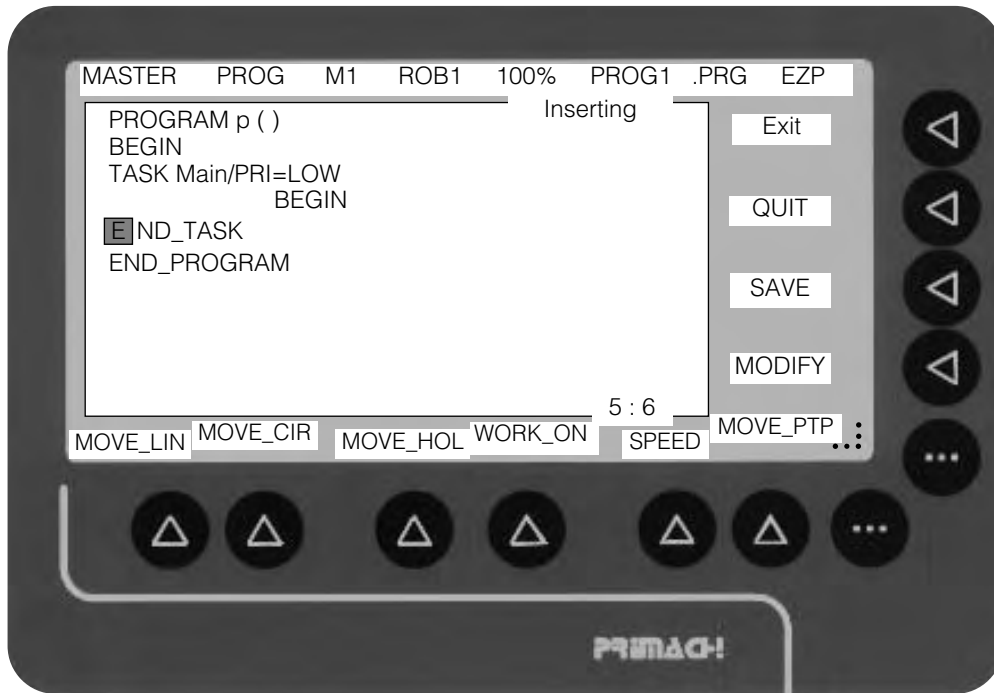 MASTER PROG M1 ROB1 100% PROG1 .PRG EZP
Inserting
PROGRAM p ( )
BEGIN
TASK Main/PRI=LOW
BEGIN
END_TASK
END_PROGRAM
5 : 6
Exit
QUIT
SAVE
MODIFY
MOVE_LIN MOVE_CIR MOVE_HOL WORK_ON SPEED MOVE_PTP